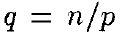 q = n/p